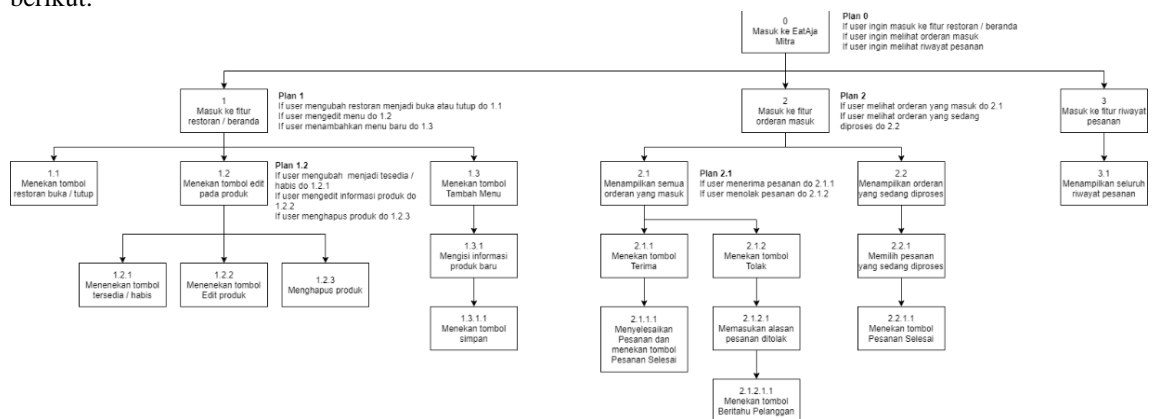 berikut.
0
Masuk ke EatAja
Mitra
Plan 0
If user ingin masuk ke fitur restoran / beranda
If user ingin melihat orderan masuk
If user ingin melihat riwayat pesanan
1
Masuk ke fitur
restoran / beranda
Plan 1
If user mengubah restoran menjadi buka atau tutup do 1.1
If user mengedit menu do 1.2
If user menambahkan menu baru do 1.3
2
Masuk ke fitur
orderan masuk
Plan 2
If user melihat orderan yang masuk do 2.1
If user melihat orderan yang sedang
diproses do 2.2
3
Masuk ke fitur riwayat
pesanan
1.1
Menekan tombol
restoran buka / tutup
1.2
Menekan tombol edit
pada produk
Plan 1.2
If user mengubah menjadi tesedia /
habis do 1.2.1
If user mengedit informasi produk do
1.2.2
If user menghapus produk do 1.2.3
1.3
Menekan tombol
Tambah Menu
2.1
Menampilkan semua
orderan yang masuk
Plan 2.1
If user menerima pesanan do 2.1.1
If user menolak pesanan do 2.1.2
2.2
Menampilkan orderan
yang sedang diproses
3.1
Menampilkan seluruh
riwayat pesanan
1.2.1
Menenekan tombol
tersedia / habis
1.2.2
Menenekan tombol
Edit produk
1.2.3
Menghapus produk
1.3.1
Mengisi informasi
produk baru
2.1.1
Menekan tombol
Terima
2.1.2
Menekan tombol
Tolak
2.2.1
Memilih pesanan
yang sedang diproses
1.3.1.1
Menekan tombol
simpan
2.1.1.1
Menyelesaikan
Pesanan dan
menekan tombol
Pesanan Selesai
2.1.2.1
Memasukan alasan
pesanan ditolak
2.2.1.1
Menekan tombol
Pesanan Selesai
2.1.2.1.1
Menekan tombol
Beritahu Pelanggan